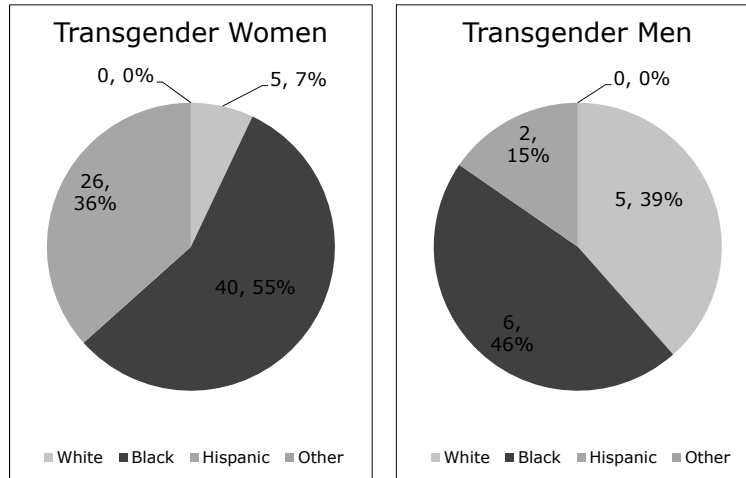 Transgender Women
0, 0%
5, 7%
26,
36%
40, 55%
White Black Hispanic Other
Transgender Men
0, 0%
2,
15%
5, 39%
6,
46%
White Black Hispanic Other